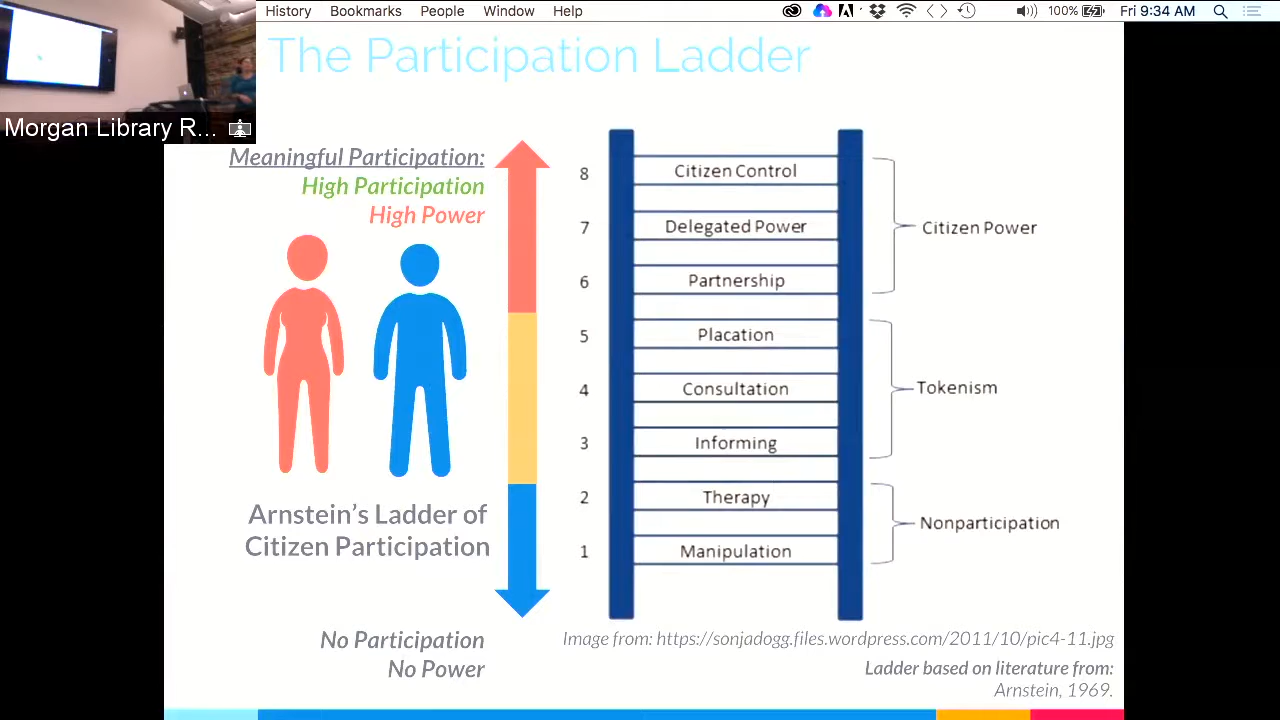 History Bookmarks People Window Help 100% Fri 9:34 AM
The Participation Ladder
Morgan Library R...
Meaningful Participation:
High Participation
High Power
8 Citizen Control
7 Delegated Power
6 Partnership
Citizen Power
5 Placation
4 Consultation
3 Informing
Tokenism
2 Therapy
1 Manipulation
Nonparticipation
Arnstein's Ladder of
Citizen Participation
No Participation
No Power
Image from: https://sonjadogg.files.wordpress.com/2011/10/pic4-11.jpg
Ladder based on literature from:
Arnstein, 1969.